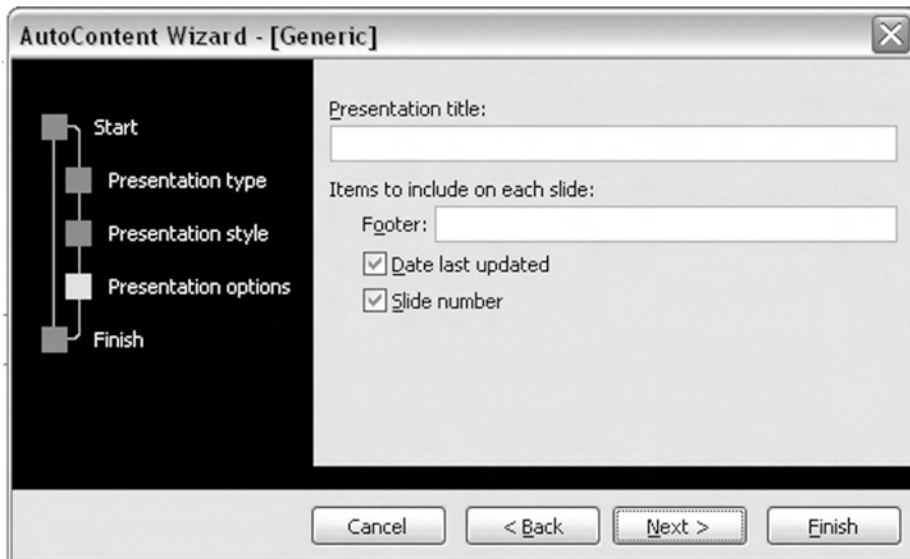 AutoContent Wizard - [Generic]
Start
Presentation type
Presentation style
Presentation options
Finish
Presentation title:
Items to include on each slide:
Footer:
Date last updated
Slide number
Cancel
< Back
Next >
Finish